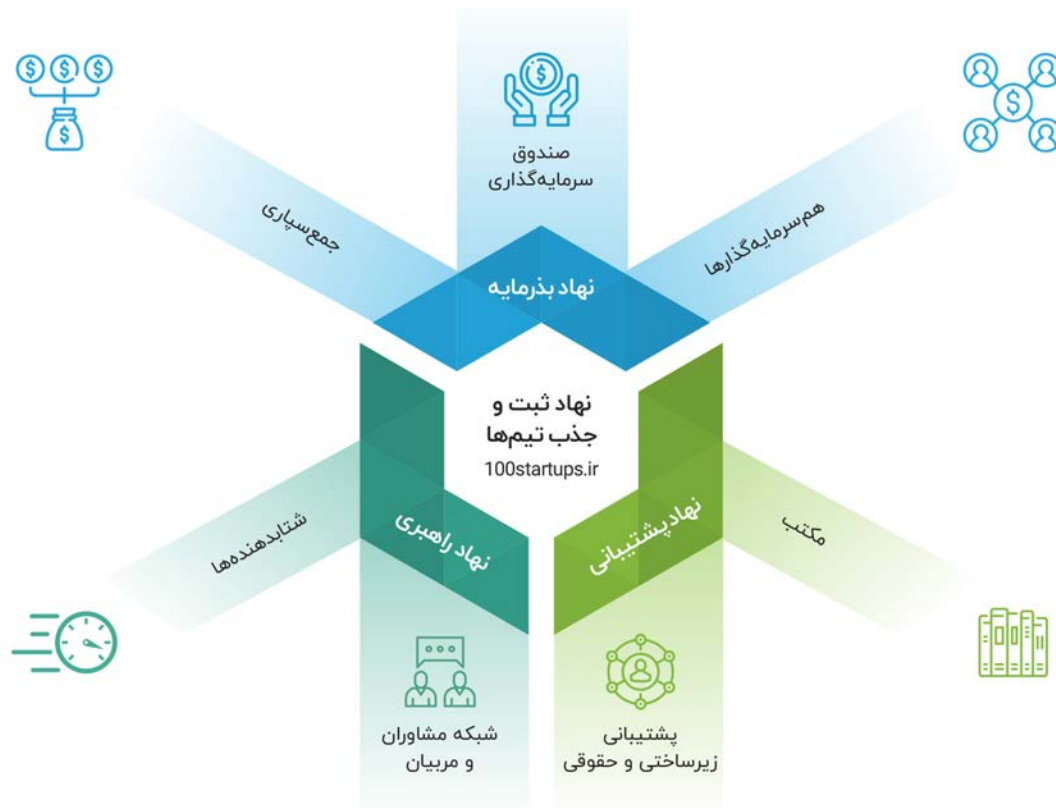 صندوق
سرمایه‌گذاری
هم‌سرمایه‌گذارها
جمع‌سپاری
نهاد بذرمایه
نهاد ثبت و
جذب تیم‌ها
100startups.ir
نهاد پشتیبانی
نهاد راهبری
مکتب
شتابدهنده‌ها
پشتیبانی
زیرساختی و حقوقی
شبکه مشاوران
و مربیان